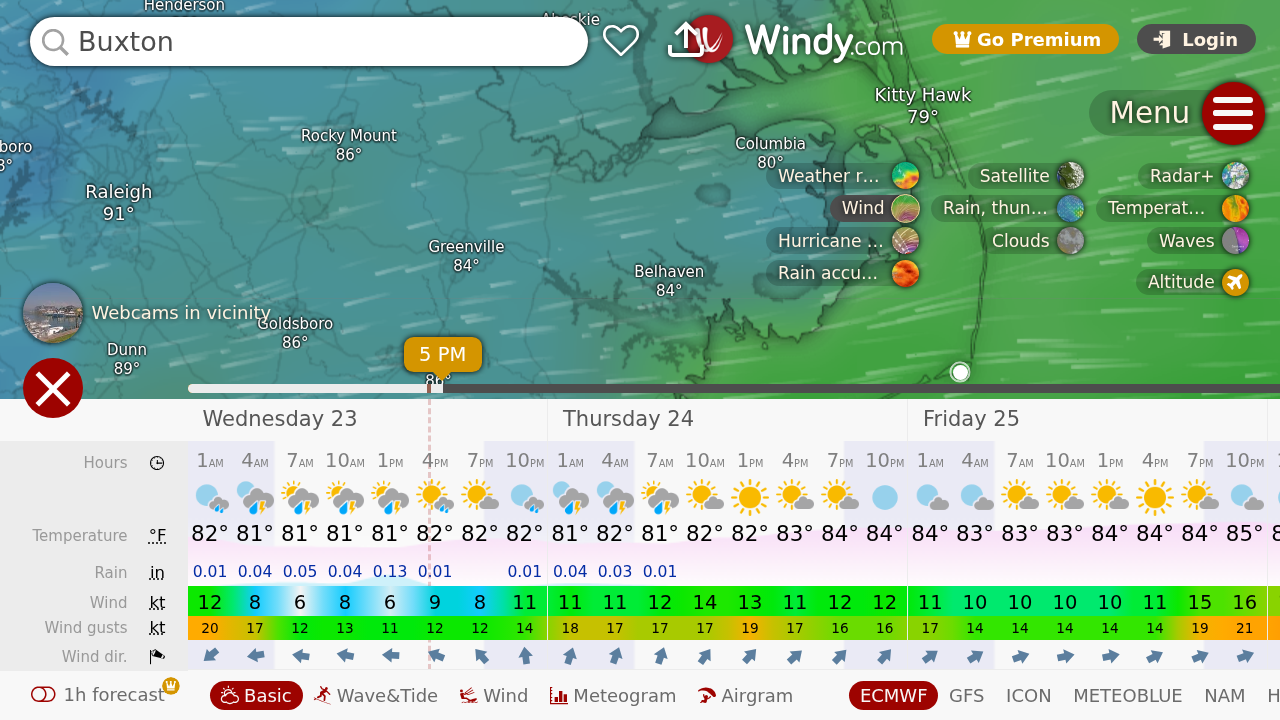 Henderson
Buxton
Windy.com
Go Premium
Login
Kitty Hawk
79°
Menu
Rocky Mount
86°
Columbia
80°
Raleigh
91°
Weather r...
Satellite
Radar+
Wind
Rain, thun...
Temperat...
Hurricane ...
Clouds
Waves
Rain accu...
Altitude
Greenville
84°
Belhaven
84°
Webcams in vicinity
Goldsboro
86°
Dunn
89°
5 PM
86°
Wednesday 23 Thursday 24 Friday 25
Hours 1AM 4AM 7AM 10AM 1PM 4PM 7PM 10PM 1AM 4AM 7AM 10AM 1PM 4PM 7PM 10PM 1AM 4AM 7AM 10AM 1PM 4PM 7PM 10PM
Temperature °F 82° 81° 81° 81° 81° 82° 82° 82° 81° 82° 81° 82° 82° 83° 84° 84° 84° 83° 83° 83° 84° 84° 84° 85° 8
Rain in 0.01 0.04 0.05 0.04 0.13 0.01 0.01 0.04 0.03 0.01
Wind kt 12 8 6 8 6 9 8 11 11 11 12 14 13 11 12 12 11 10 10 10 10 11 15 16
Wind gusts kt 20 17 12 13 11 12 12 14 18 17 17 17 19 17 16 16 17 14 14 14 14 14 19 21
Wind dir.
1h forecast Basic Wave&Tide Wind Meteogram Airgram ECMWF GFS ICON METEOBLUE NAM H